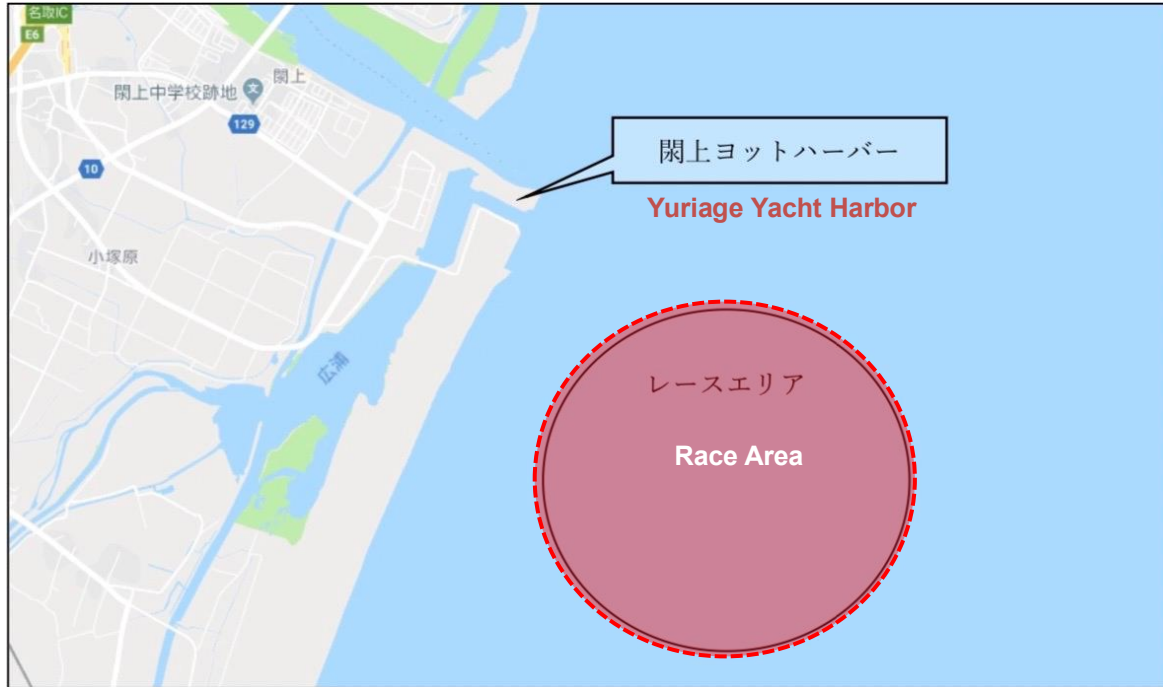 名取IC
E6
閖上
閖上中学校跡地
129
10
閖上ヨットハーバー
Yuriage Yacht Harbor
小塚原
広浦
レースエリア
Race Area